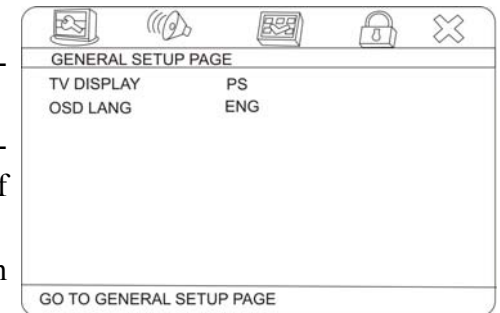 GENERAL SETUP PAGE
TV DISPLAY PS
OSD LANG ENG
f
n
GO TO GENERAL SETUP PAGE